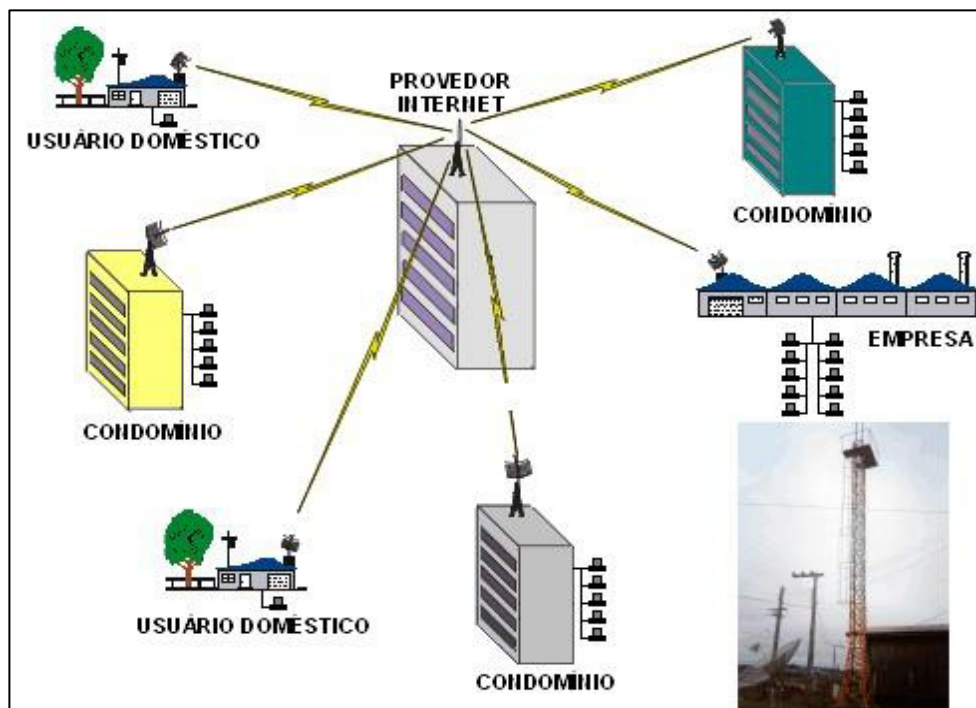 PROVEDOR
INTERNET
USUÁRIO DOMÉSTICO
CONDOMÍNIO
CONDOMÍNIO
EMPRESA
USUÁRIO DOMÉSTICO
CONDOMÍNIO